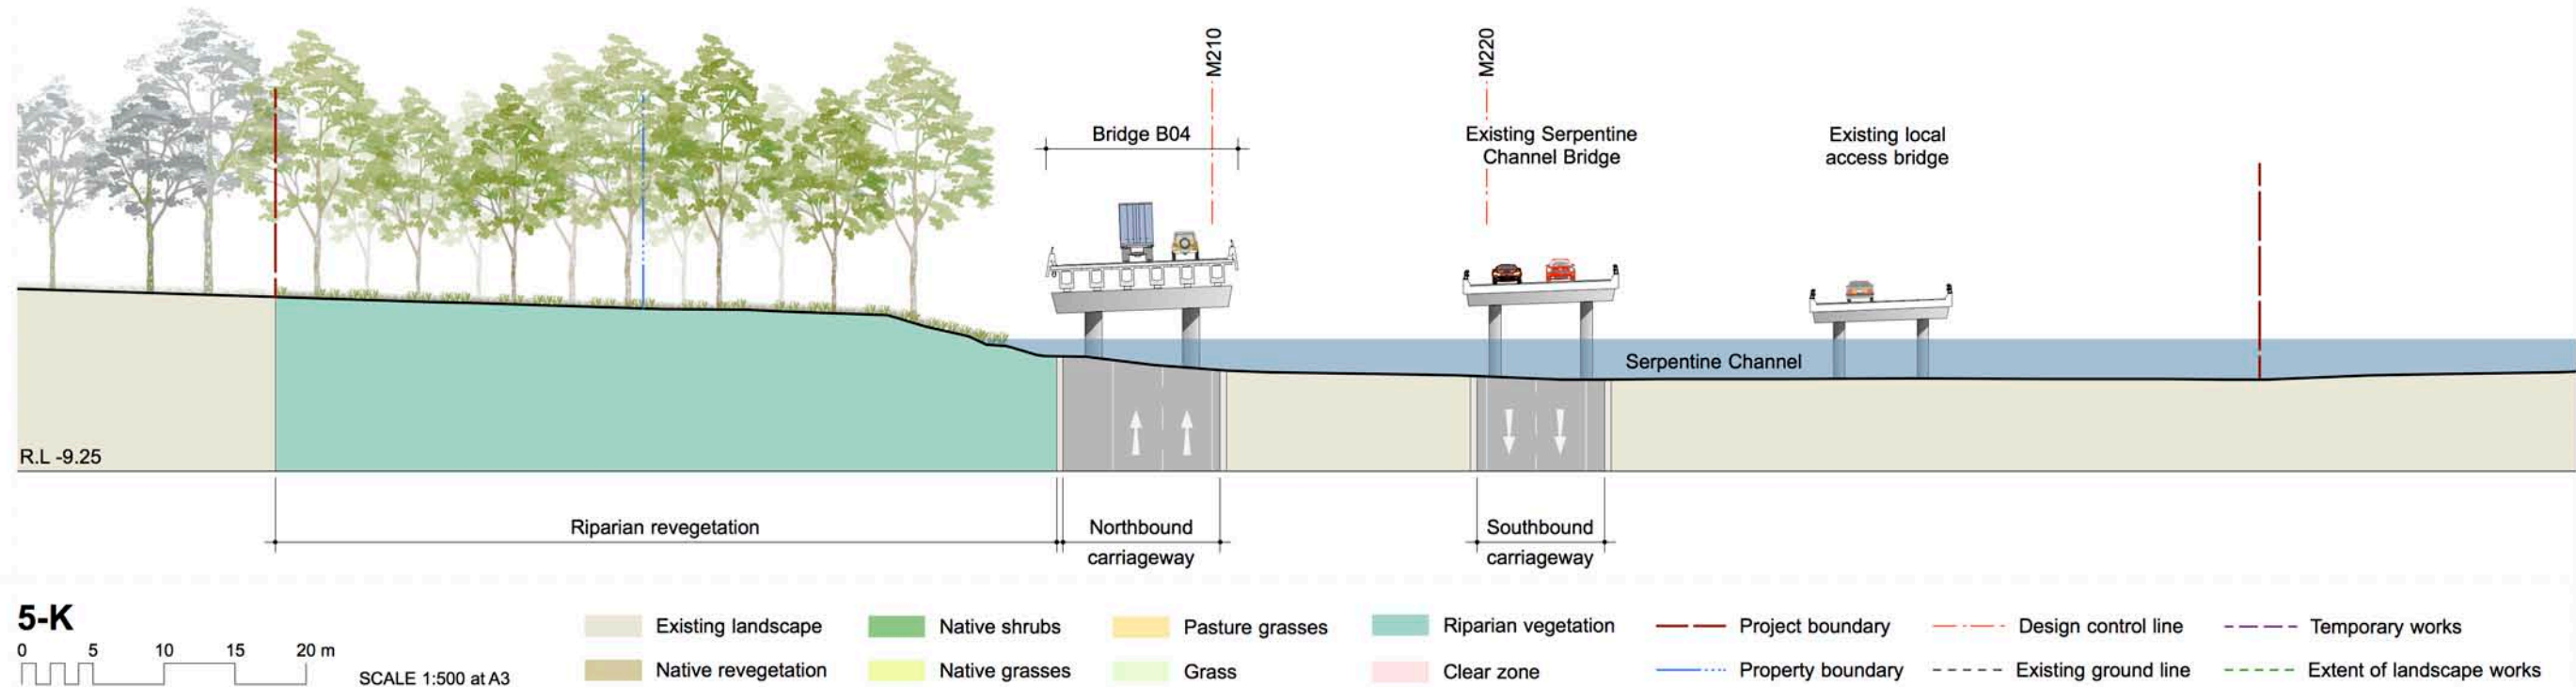 M210
M220
Bridge B04
Existing Serpentine
Channel Bridge
Existing local
access bridge
Serpentine Channel
R.L -9.25
Riparian revegetation
Northbound
carriageway
Southbound
carriageway
5-K
0 5 10 15 20 m
SCALE 1:500 at A3
Existing landscape
Native revegetation
Native shrubs
Native grasses
Pasture grasses
Grass
Riparian vegetation
Clear zone
Project boundary
Property boundary
Design control line
Existing ground line
Temporary works
Extent of landscape works